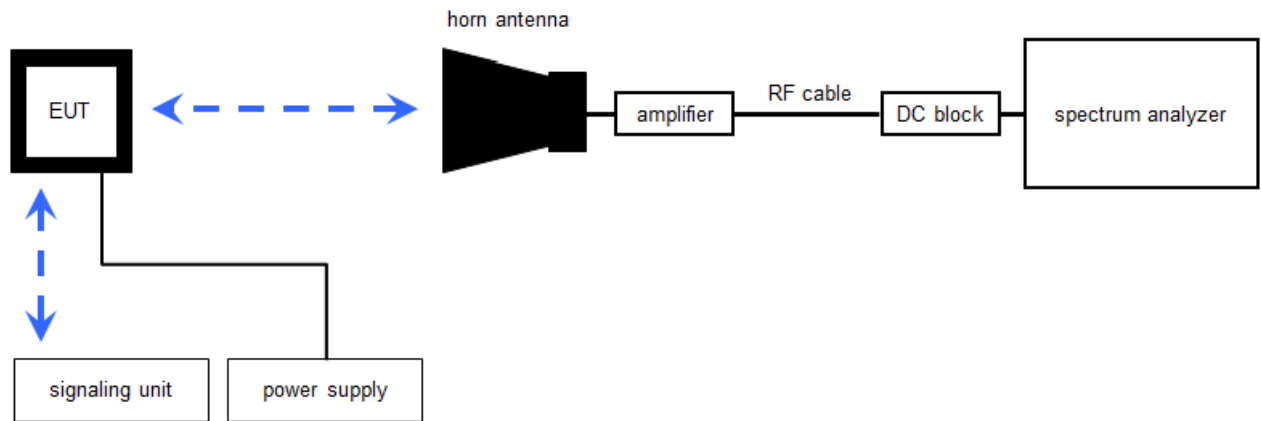 horn antenna
EUT
amplifier
RF cable
DC block
spectrum analyzer
signaling unit
power supply